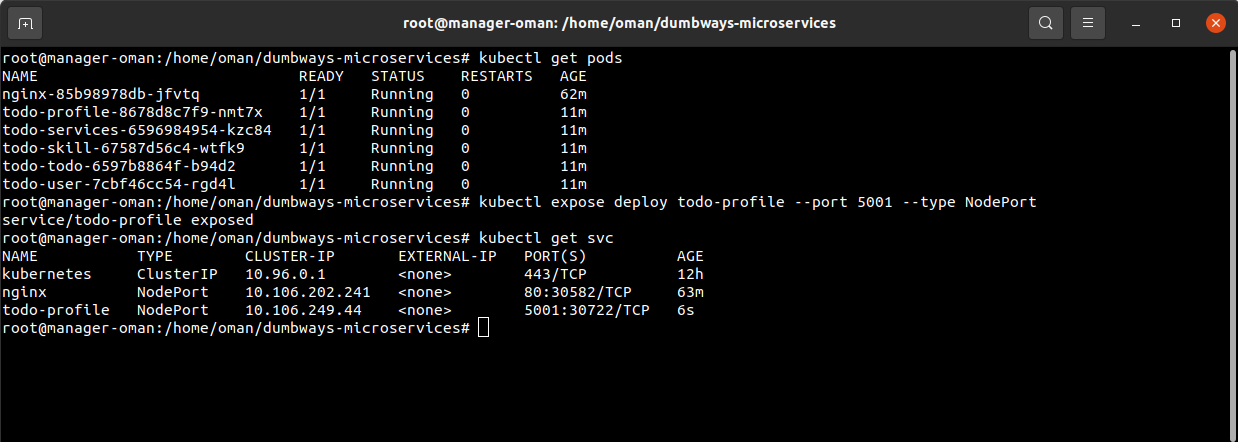 root@manager-oman: /home/oman/dumbways-microservices
root@manager-oman:/home/oman/dumbways-microservices# kubectl get pods
NAME                             READY   STATUS    RESTARTS   AGE
nginx-85b98978db-jfvtq           1/1     Running   0          62m
todo-profile-8678d8c7f9-nmt7x    1/1     Running   0          11m
todo-services-6596984954-kzc84   1/1     Running   0          11m
todo-skill-67587d56c4-wtfk9      1/1     Running   0          11m
todo-todo-6597b8864f-b94d2       1/1     Running   0          11m
todo-user-7cbf46cc54-rgd4l       1/1     Running   0          11m
root@manager-oman:/home/oman/dumbways-microservices# kubectl expose deploy todo-profile --port 5001 --type NodePort
service/todo-profile exposed
root@manager-oman:/home/oman/dumbways-microservices# kubectl get svc
NAME           TYPE        CLUSTER-IP       EXTERNAL-IP   PORT(S)          AGE
kubernetes     ClusterIP   10.96.0.1        <none>        443/TCP          12h
nginx          NodePort    10.106.202.241   <none>        80:30582/TCP     63m
todo-profile   NodePort    10.106.249.44    <none>        5001:30722/TCP   6s
root@manager-oman:/home/oman/dumbways-microservices#